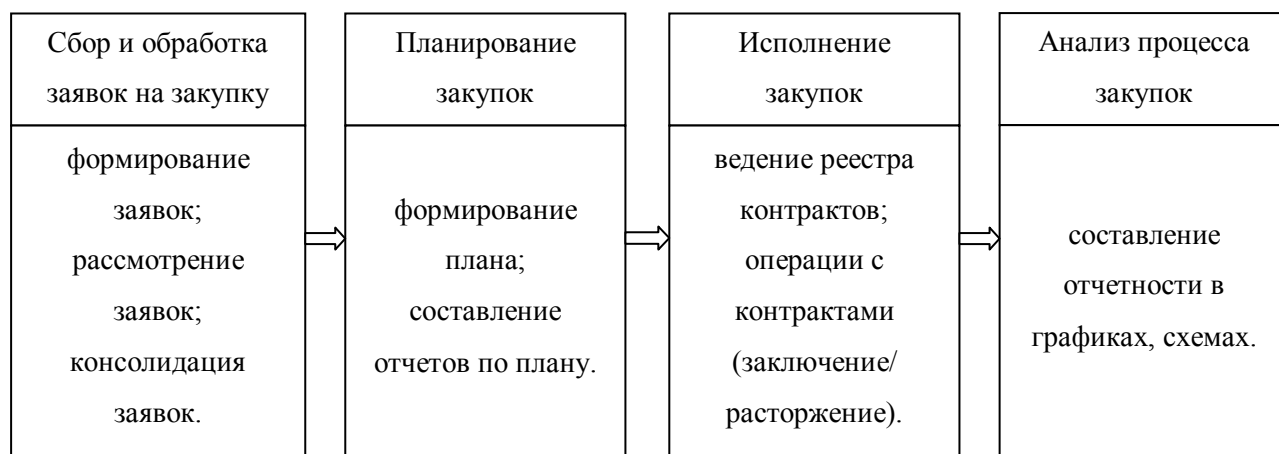 Сбор и обработка
заявок на закупку
формирование
заявок;
рассмотрение
заявок;
консолидация
заявок.
Планирование
закупок
формирование
плана;
составление
отчетов по плану.
Исполнение
закупок
ведение реестра
контрактов;
операции с
контрактами
(заключение/
расторжение).
Анализ процесса
закупок
составление
отчетности в
графиках, схемах.